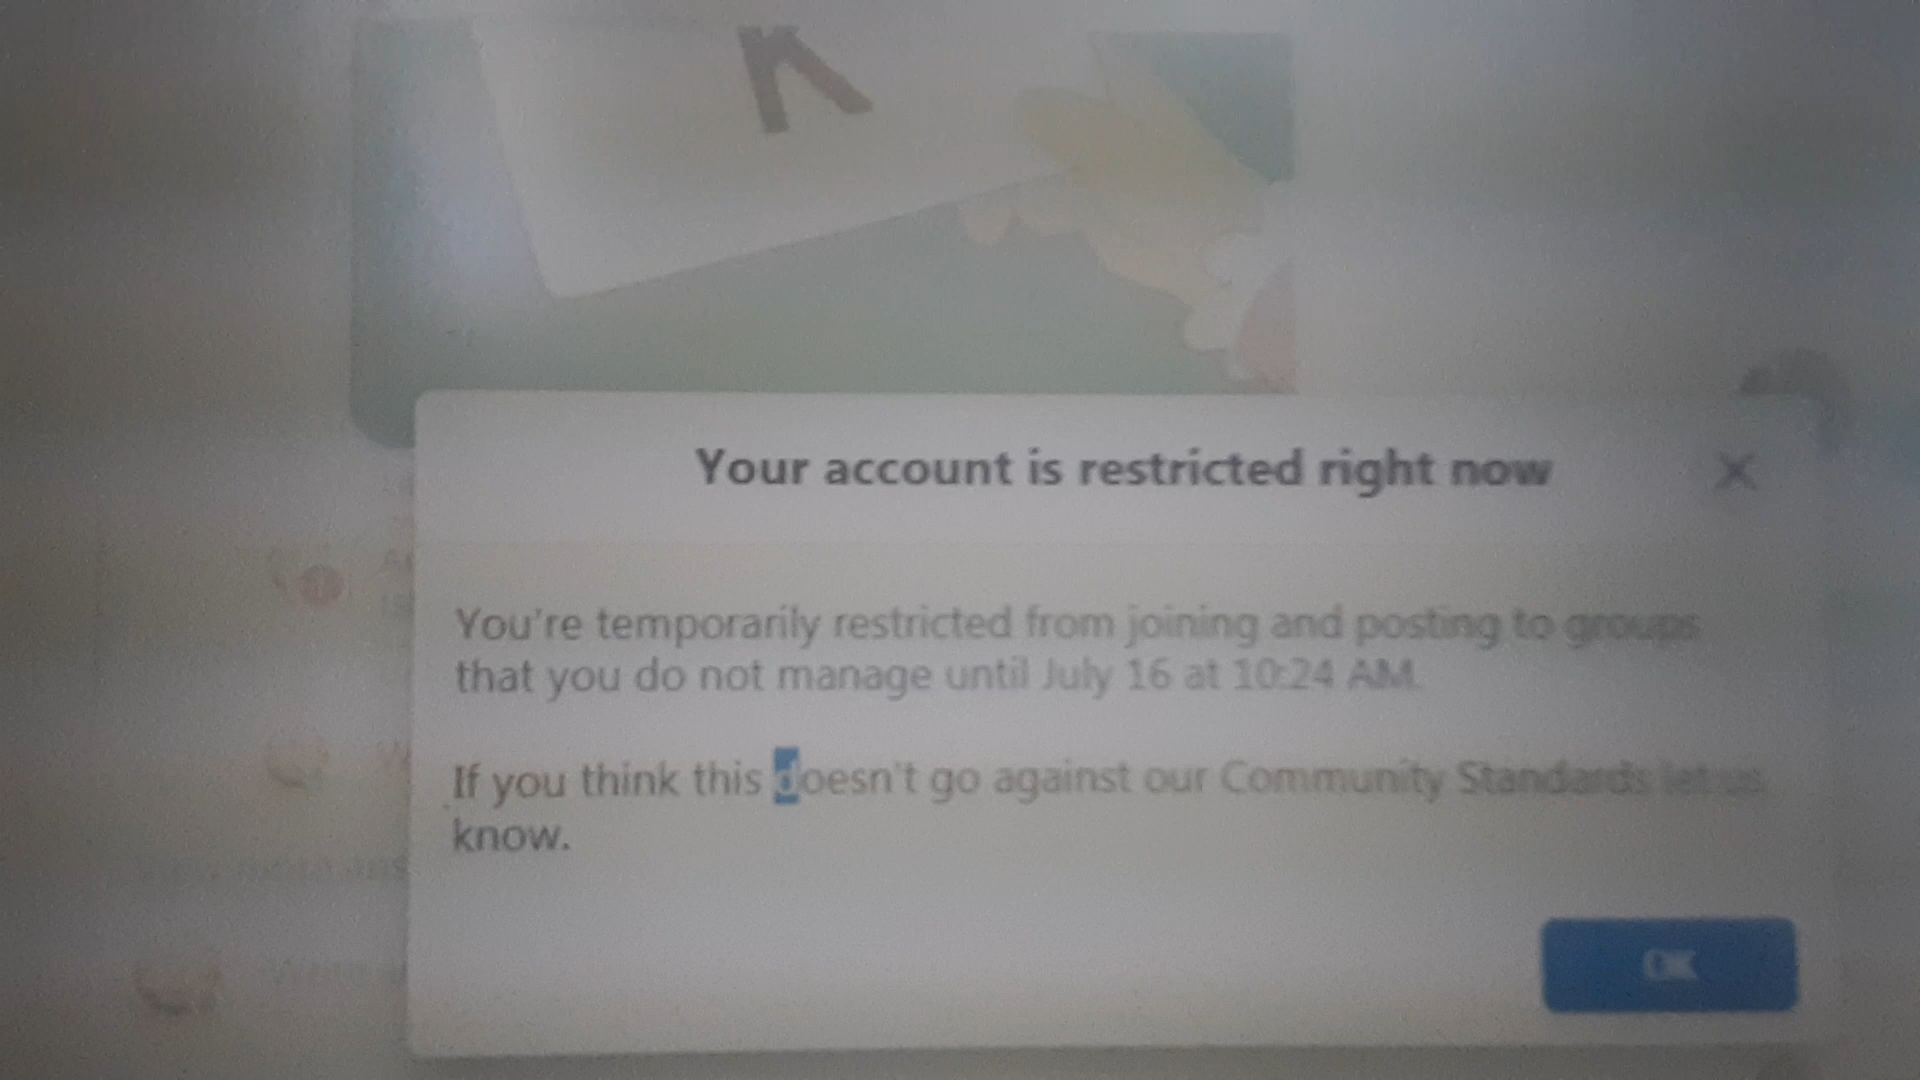 K
Your account is restricted right now
You're temporarily restricted from joining and posting to groups
that you do not manage until July 16 at 10:24 AM.
If you think this doesn't go against our Community Standards let us
know.
OK